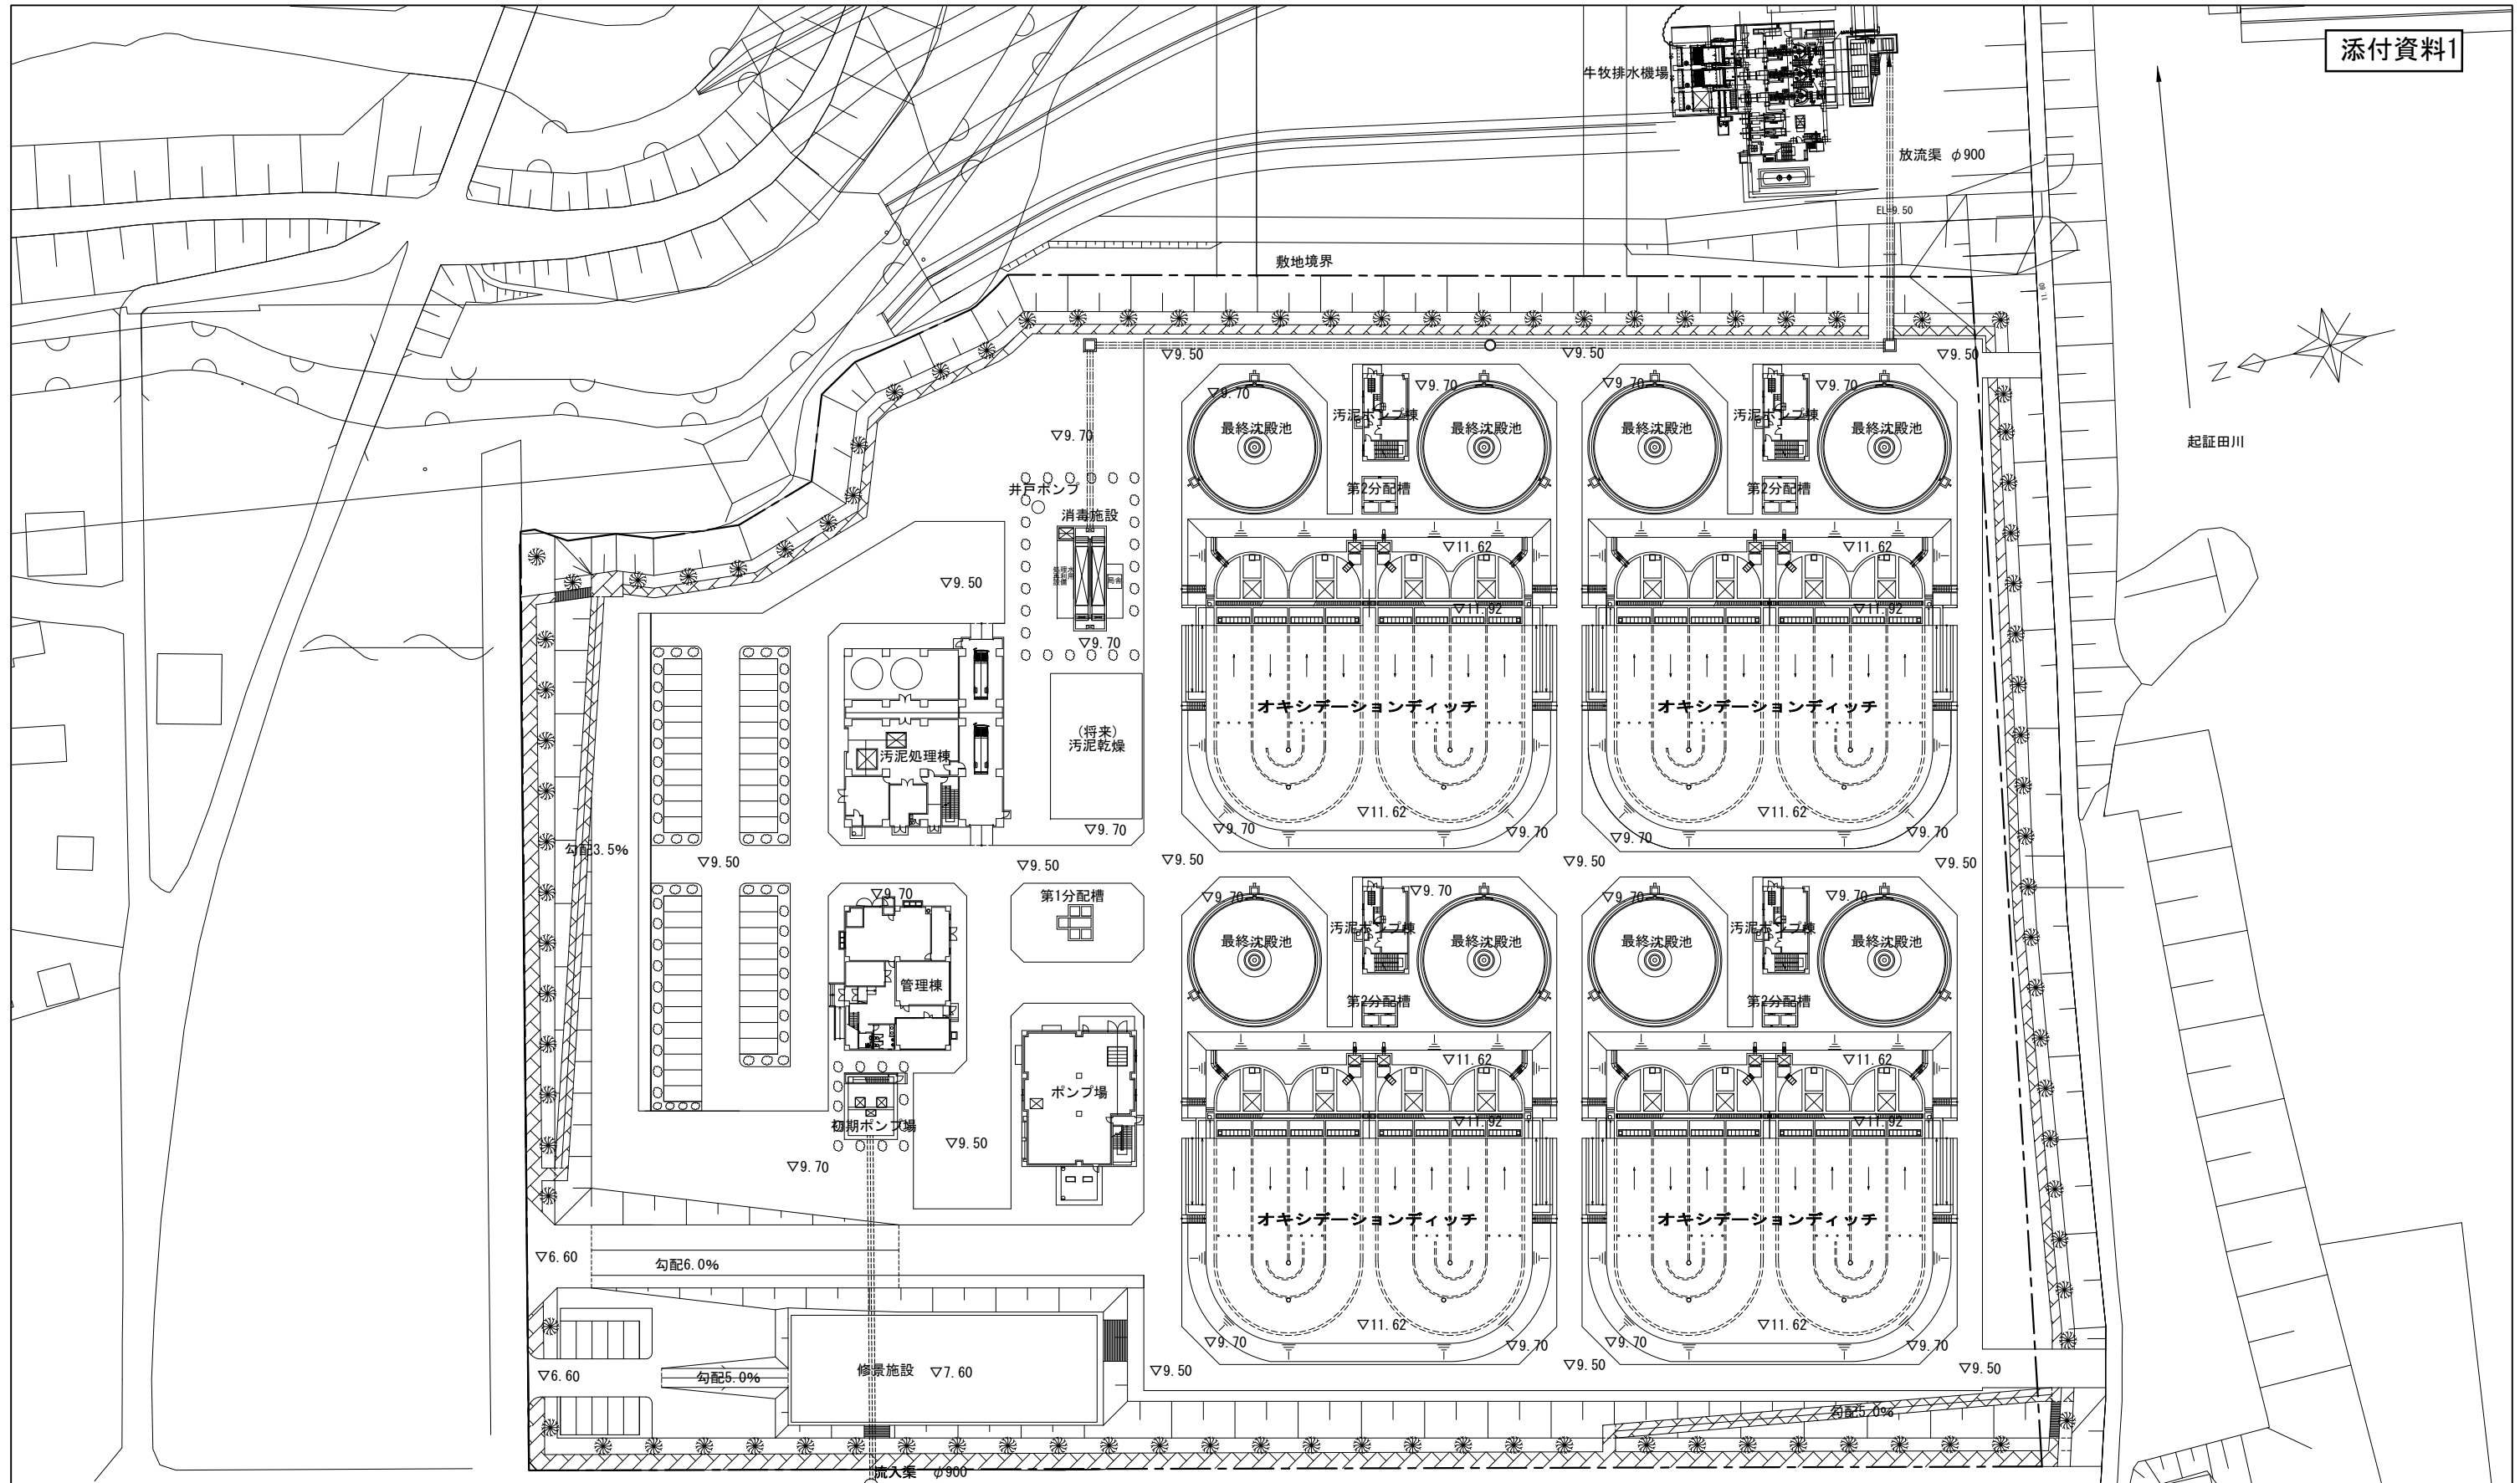 添付資料1
牛牧排水機場
放流渠 φ900
EL=9.50
敷地境界
N
起証田川
▽9.50
▽9.50
▽9.50
▽9.70
▽9.70
▽9.70
▽9.70
▽9.70
汚泥ポンプ棟
汚泥ポンプ棟
最終沈殿池
最終沈殿池
最終沈殿池
最終沈殿池
井戸ポンプ
第2分配槽
第2分配槽
消毒施設
▽11.62
▽11.62
▽9.50
▽11.92
▽11.92
▽9.70
オキシデーションディッチ
オキシデーションディッチ
(将来)
汚泥乾燥
汚泥処理棟
▽11.62
▽11.62
▽9.70
▽9.70
▽9.70
▽9.70
▽9.70
勾配3.5%
▽9.50
▽9.50
▽9.50
▽9.50
▽9.50
▽9.70
第1分配槽
▽9.70
▽9.70
▽9.70
▽9.70
汚泥ポンプ棟
汚泥ポンプ棟
最終沈殿池
最終沈殿池
最終沈殿池
最終沈殿池
管理棟
第2分配槽
第2分配槽
▽11.62
▽11.62
ポンプ場
初期ポンプ場
▽11.92
▽11.92
▽9.50
▽9.70
オキシデーションディッチ
オキシデーションディッチ
▽6.60
勾配6.0%
▽11.62
▽11.62
▽9.70
▽9.70
▽9.70
▽9.70
▽6.60
勾配5.0%
修景施設 ▽7.60
▽9.50
▽9.50
▽9.50
勾配5.0%
流入渠 φ900